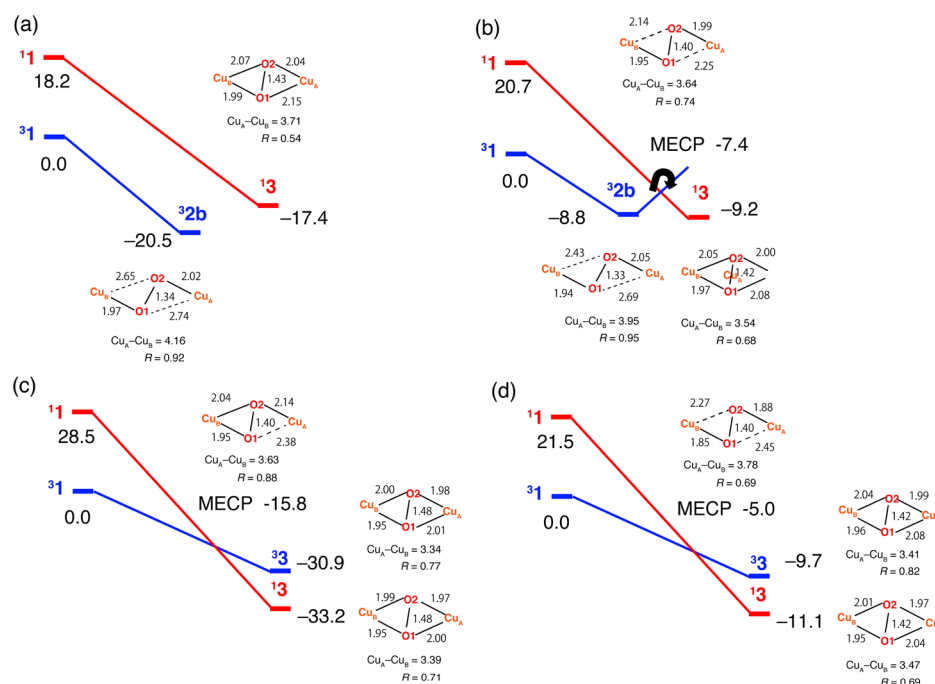 (a)
¹1
18.2
³1
0.0
³2b
−20.5
¹3
−17.4
2.07
O2
2.04
Cu_B
1.43
Cu_A
1.99
O1
2.15
Cu_A–Cu_B = 3.71
R = 0.54
2.65
O2
2.02
Cu_B
1.34
Cu_A
1.97
O1
2.74
Cu_A–Cu_B = 4.16
R = 0.92
(b)
¹1
20.7
³1
0.0
³2b
−8.8
MECP -7.4
¹3
−9.2
2.14
O2
1.99
Cu_B
1.40
Cu_A
1.95
O1
2.25
Cu_A–Cu_B = 3.64
R = 0.74
2.43
O2
2.05
Cu_B
1.33
Cu_A
1.94
O1
2.69
Cu_A–Cu_B = 3.95
R = 0.95
2.05
O2
2.00
Cu_B
Cu_A
1.42
1.97
O1
2.08
Cu_A–Cu_B = 3.54
R = 0.68
(c)
¹1
28.5
³1
0.0
MECP -15.8
³3
−30.9
¹3
−33.2
2.04
O2
2.14
Cu_B
1.40
Cu_A
1.95
O1
2.38
Cu_A–Cu_B = 3.63
R = 0.88
2.00
O2
1.98
Cu_B
1.48
Cu_A
1.95
O1
2.01
Cu_A–Cu_B = 3.34
R = 0.77
1.99
O2
1.97
Cu_B
1.48
Cu_A
1.95
O1
2.00
Cu_A–Cu_B = 3.39
R = 0.71
(d)
¹1
21.5
³1
0.0
MECP -5.0
³3
−9.7
¹3
−11.1
2.27
O2
1.88
Cu_B
1.40
Cu_A
1.85
O1
2.45
Cu_A–Cu_B = 3.78
R = 0.69
2.04
O2
1.99
Cu_B
1.42
Cu
1.96
O1
2.08
Cu_A–Cu_B = 3.41
R = 0.82
2.01
O2
1.97
Cu_B
1.42
Cu
1.95
O1
2.04
Cu_A–Cu_B = 3.47
R = 0.69